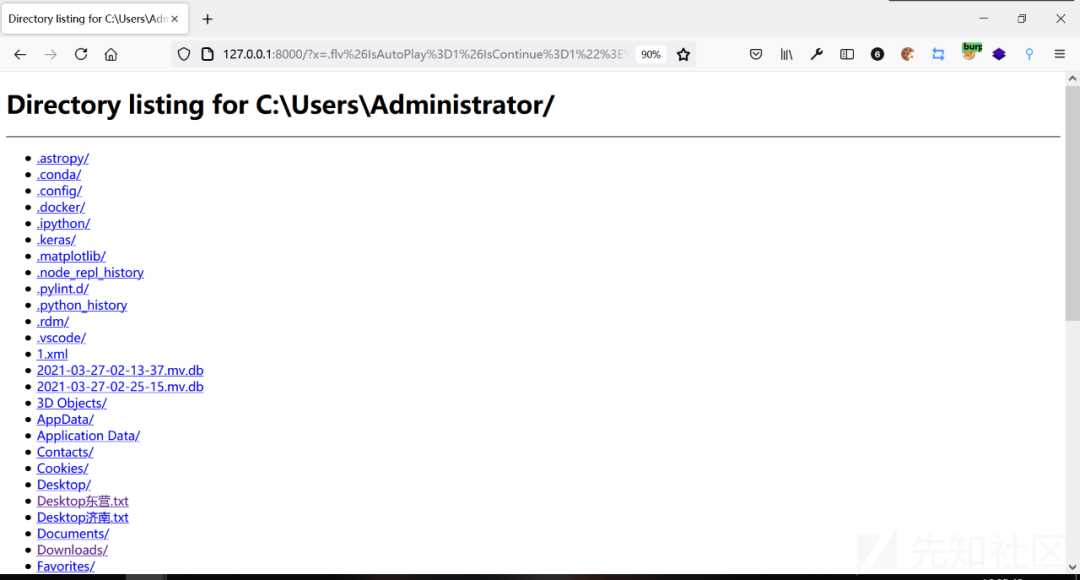 Directory listing for C:\Users\Adn
127.0.0.1:8000/?x=.flv%26IsAutoPlay%3D1%26IsContinue%3D1%22%3E
90%
6
burp
Directory listing for C:\Users\Administrator/
.astropy/
.conda/
.config/
.docker/
.ipython/
.keras/
.matplotlib/
.node_repl_history
.pylint.d/
.python_history
.rdm/
.vscode/
1.xml
2021-03-27-02-13-37.mv.db
2021-03-27-02-25-15.mv.db
3D Objects/
AppData/
Application Data/
Contacts/
Cookies/
Desktop/
Desktop东营.txt
Desktop济南.txt
Documents/
Downloads/
Favorites/
先知社区